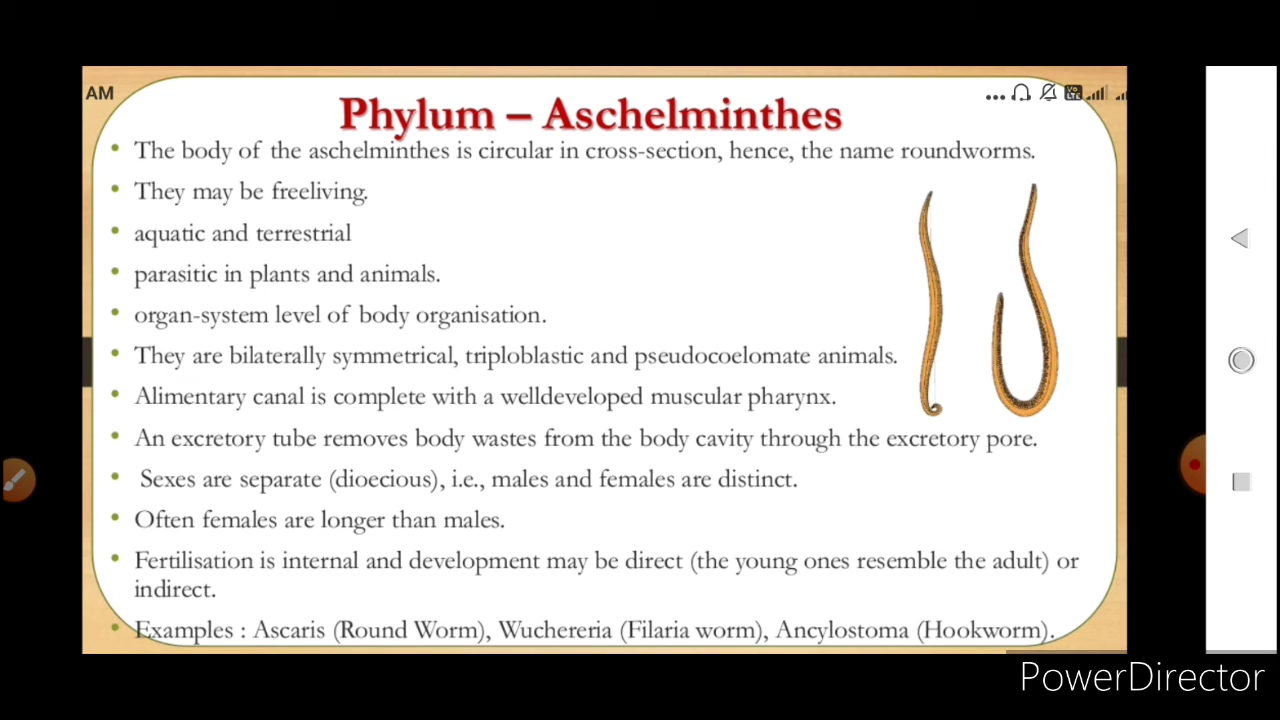 AM
Phylum – Aschelminthes
• The body of the aschelminthes is circular in cross-section, hence, the name roundworms.
• They may be freeliving.
• aquatic and terrestrial
• parasitic in plants and animals.
• organ-system level of body organisation.
• They are bilaterally symmetrical, triploblastic and pseudocoelomate animals.
• Alimentary canal is complete with a welldeveloped muscular pharynx.
• An excretory tube removes body wastes from the body cavity through the excretory pore.
• Sexes are separate (dioecious), i.e., males and females are distinct.
• Often females are longer than males.
• Fertilisation is internal and development may be direct (the young ones resemble the adult) or
indirect.
• Examples : Ascaris (Round Worm), Wuchereria (Filaria worm), Ancylostoma (Hookworm).
PowerDirector